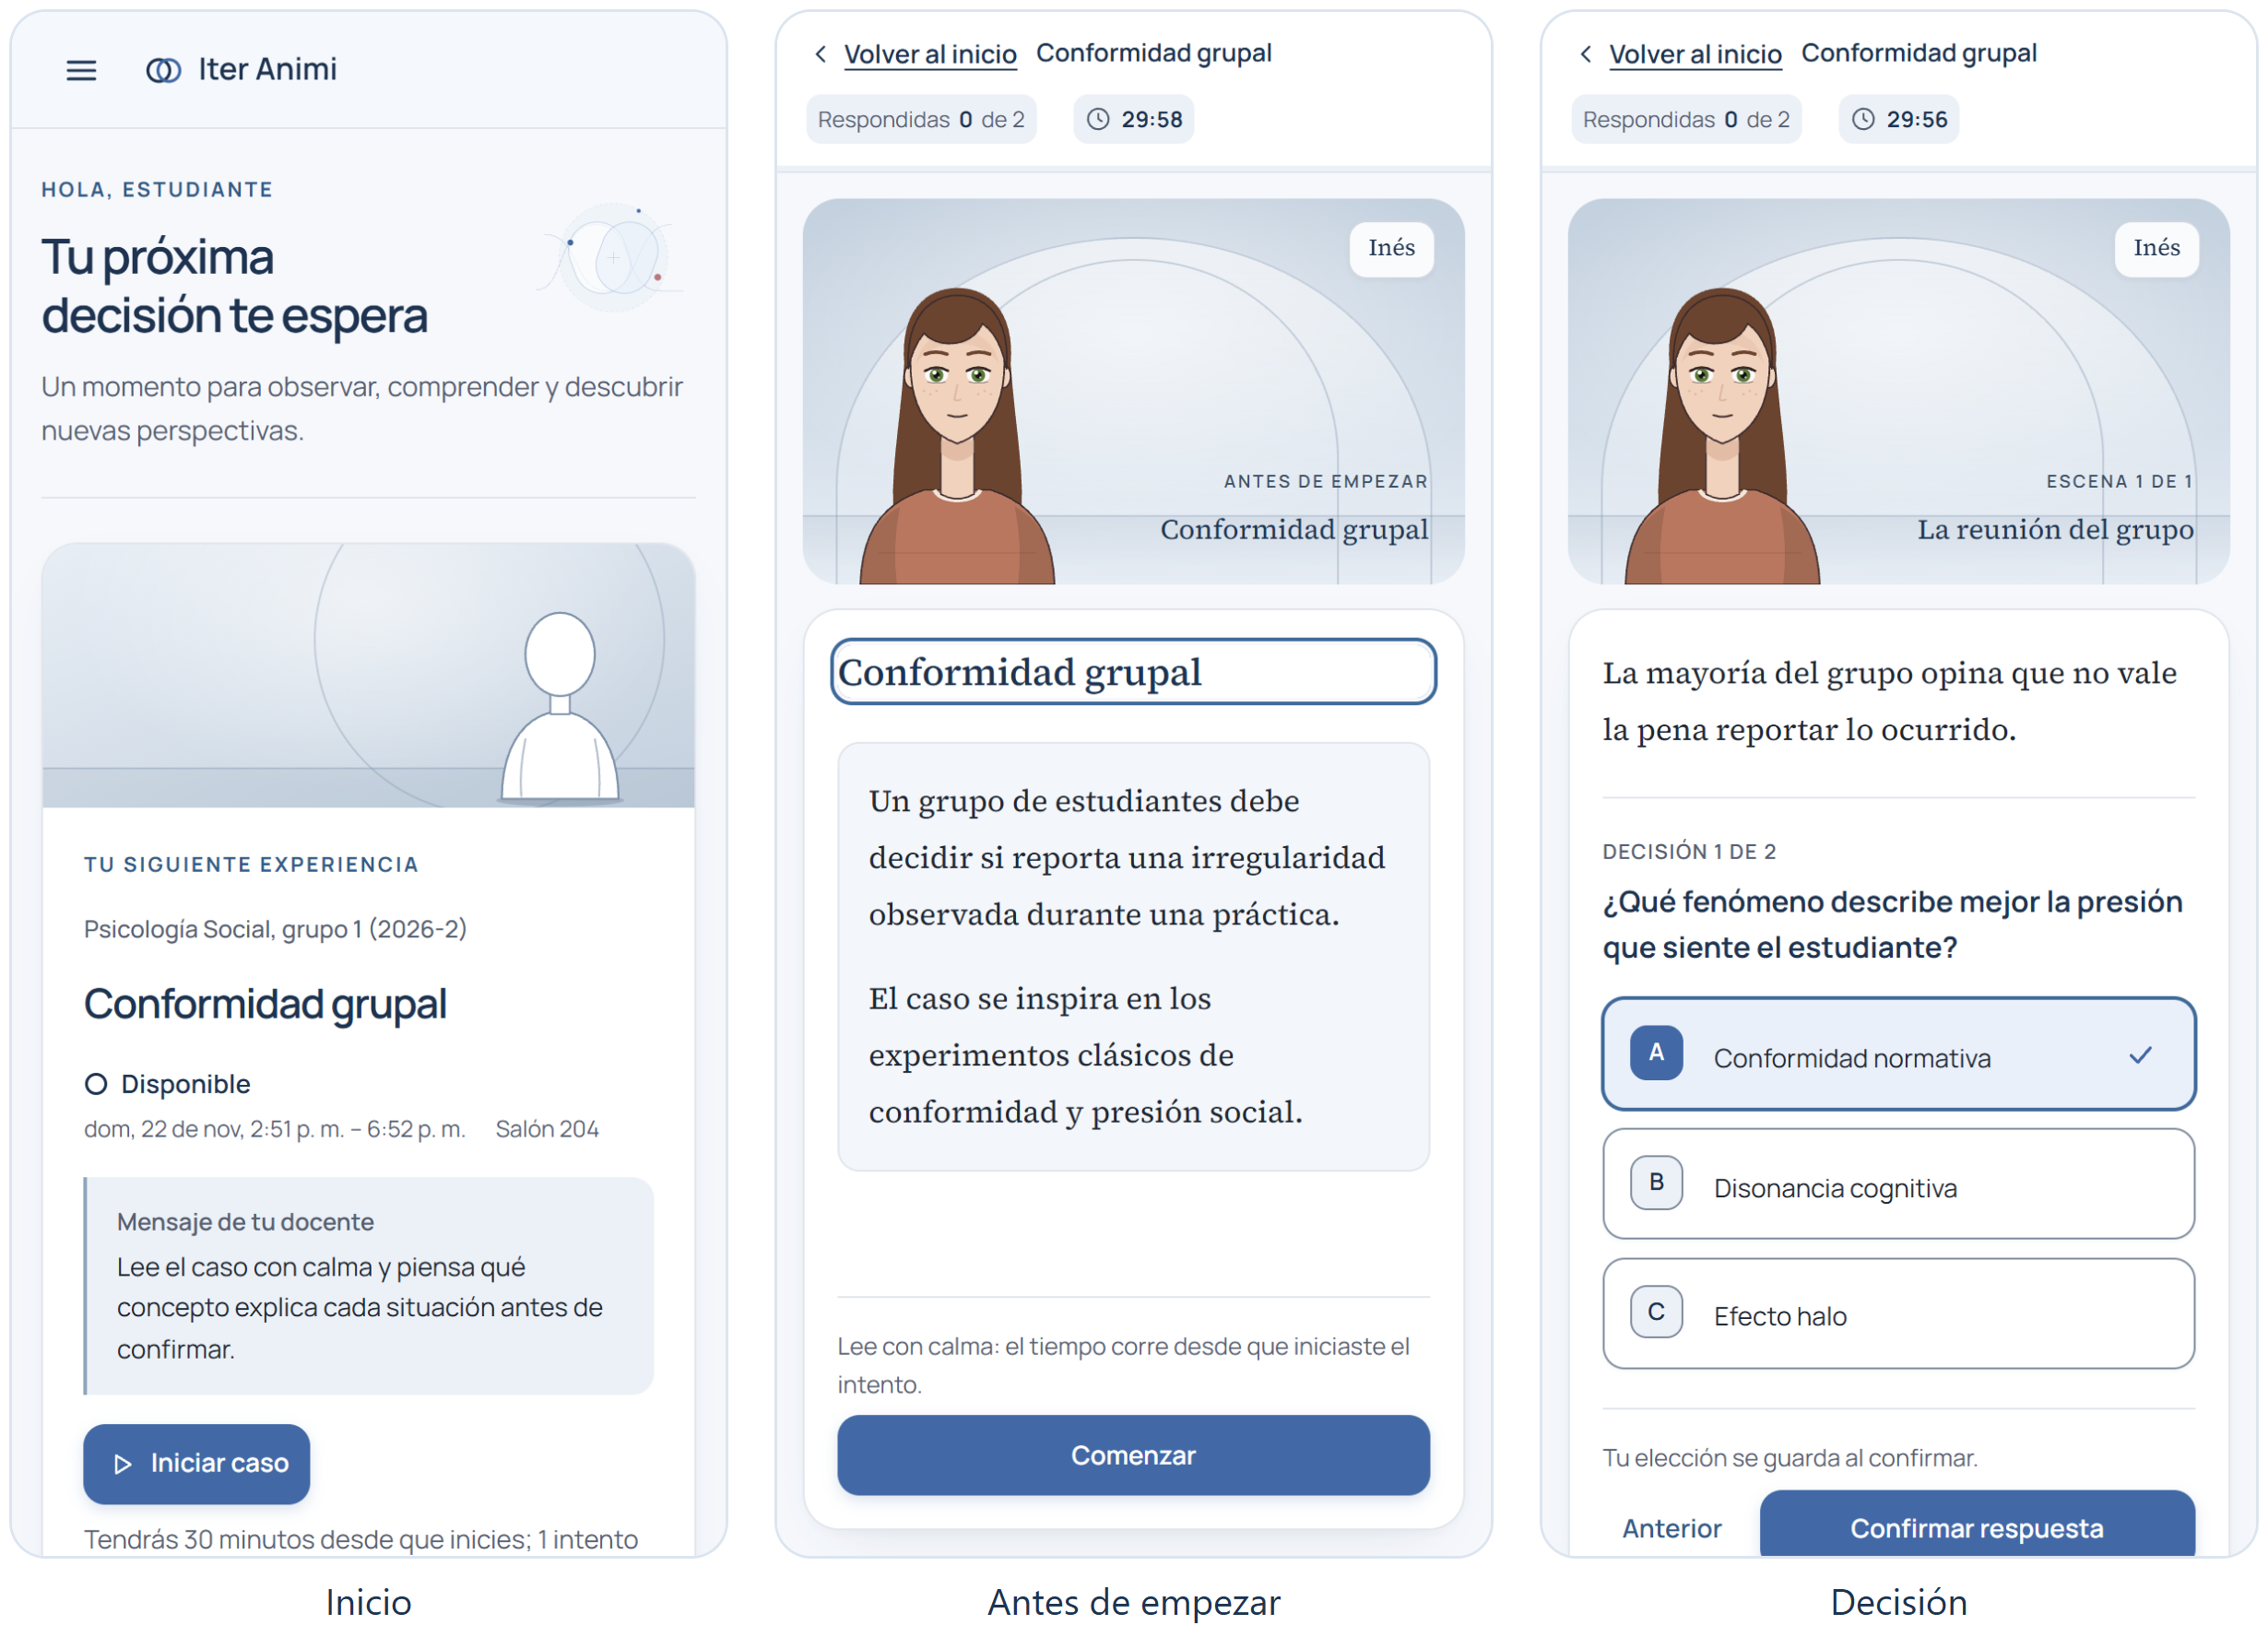 Iter Animi
HOLA, ESTUDIANTE
Tu próxima
decisión te espera
Un momento para observar, comprender y descubrir
nuevas perspectivas.
TU SIGUIENTE EXPERIENCIA
Psicología Social, grupo 1 (2026-2)
Conformidad grupal
Disponible
dom, 22 de nov, 2:51 p. m. – 6:52 p. m. Salón 204
Mensaje de tu docente
Lee el caso con calma y piensa qué
concepto explica cada situación antes de
confirmar.
Iniciar caso
Tendrás 30 minutos desde que inicies; 1 intento
Inicio
Volver al inicio Conformidad grupal
Respondidas 0 de 2 29:58
Inés
ANTES DE EMPEZAR
Conformidad grupal
Conformidad grupal
Un grupo de estudiantes debe
decidir si reporta una irregularidad
observada durante una práctica.
El caso se inspira en los
experimentos clásicos de
conformidad y presión social.
Lee con calma: el tiempo corre desde que iniciaste el
intento.
Comenzar
Antes de empezar
Volver al inicio Conformidad grupal
Respondidas 0 de 2 29:56
Inés
ESCENA 1 DE 1
La reunión del grupo
La mayoría del grupo opina que no vale
la pena reportar lo ocurrido.
DECISIÓN 1 DE 2
¿Qué fenómeno describe mejor la presión
que siente el estudiante?
A Conformidad normativa
B Disonancia cognitiva
C Efecto halo
Tu elección se guarda al confirmar.
Anterior Confirmar respuesta
Decisión